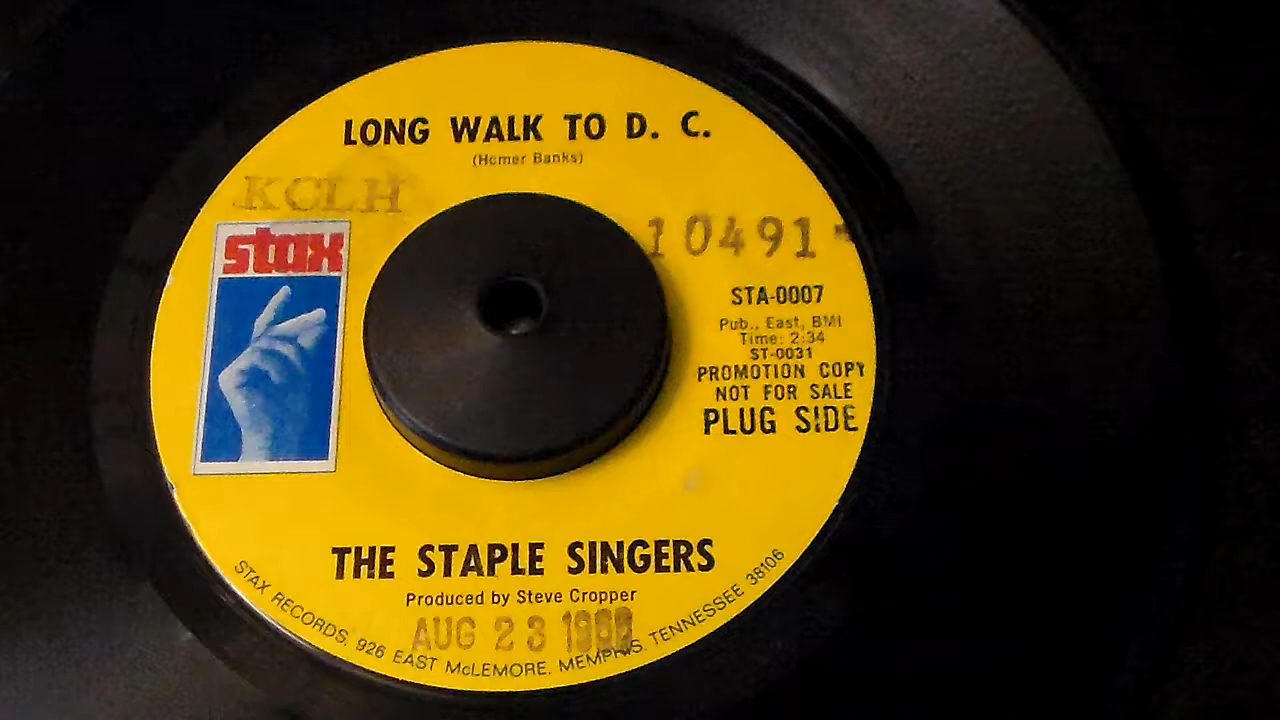 LONG WALK TO D. C.
(Homer Banks)
KCLH
stax
10491
STA-0007
Pub., East, BMI
Time: 2:34
ST-0031
PROMOTION COPY
NOT FOR SALE
PLUG SIDE
THE STAPLE SINGERS
Produced by Steve Cropper
AUG 23
STAX RECORDS, 926 EAST McLEMORE, MEMPHIS, TENNESSEE 38106